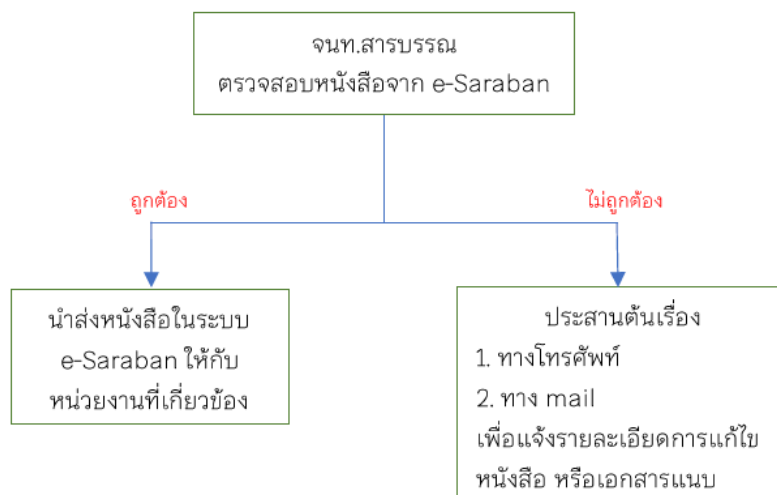 จนท.สารบรรณ
ตรวจสอบหนังสือจาก e-Saraban
ถูกต้อง
ไม่ถูกต้อง
นำส่งหนังสือในระบบ
e-Saraban ให้กับ
หน่วยงานที่เกี่ยวข้อง
ประสานต้นเรื่อง
1. ทางโทรศัพท์
2. ทาง mail
เพื่อแจ้งรายละเอียดการแก้ไข
หนังสือ หรือเอกสารแนบ